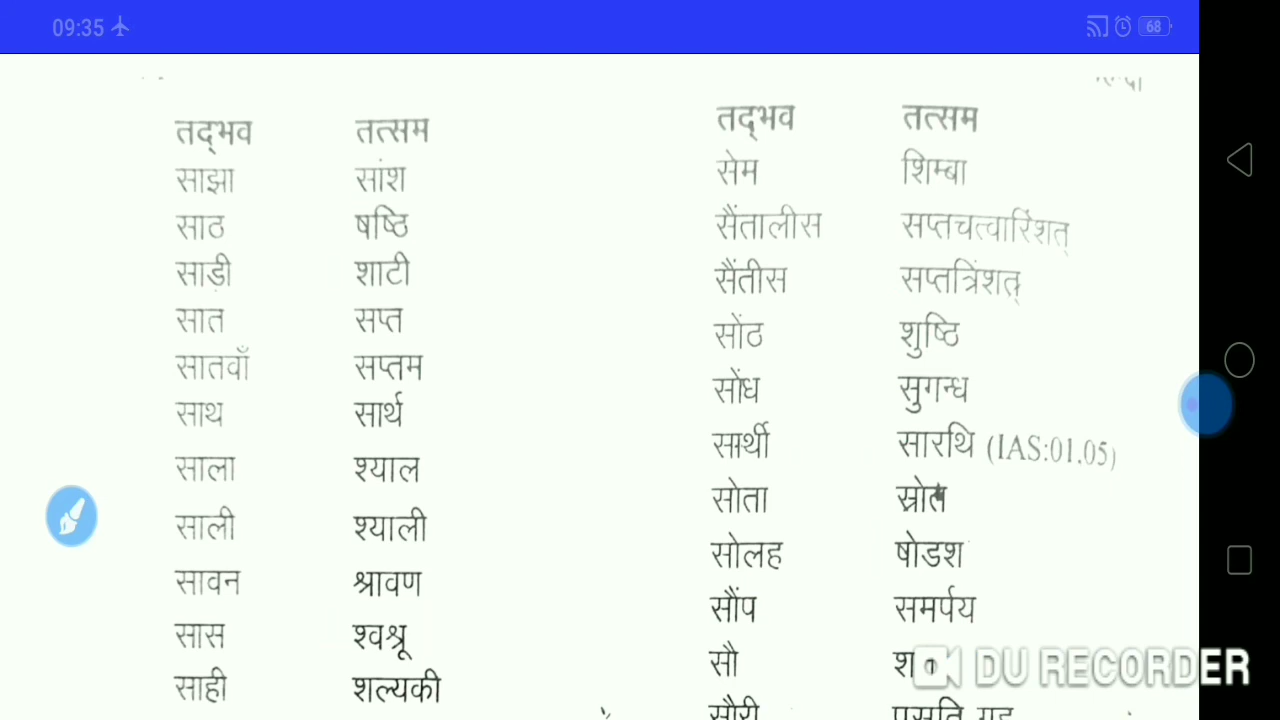 09:35
68
तद्भव तत्सम
साझा सांश
साठ षष्ठि
साड़ी शाटी
सात सप्त
सातवाँ सप्तम
साथ सार्थ
साला श्याल
साली श्याली
सावन श्रावण
सास श्वश्रू
साही शल्यकी
तद्भव तत्सम
सेम शिम्बा
सैंतालीस सप्तचत्वारिंशत्
सैंतीस सप्तत्रिंशत्
सोंठ शुष्ठि
सोंध सुगन्ध
सार्थी सारथि (IAS:01,05)
सोता स्रोत
सोलह षोडश
सौंप समर्पय
सौ
सौरी प्रसूति गृह
DU RECORDER